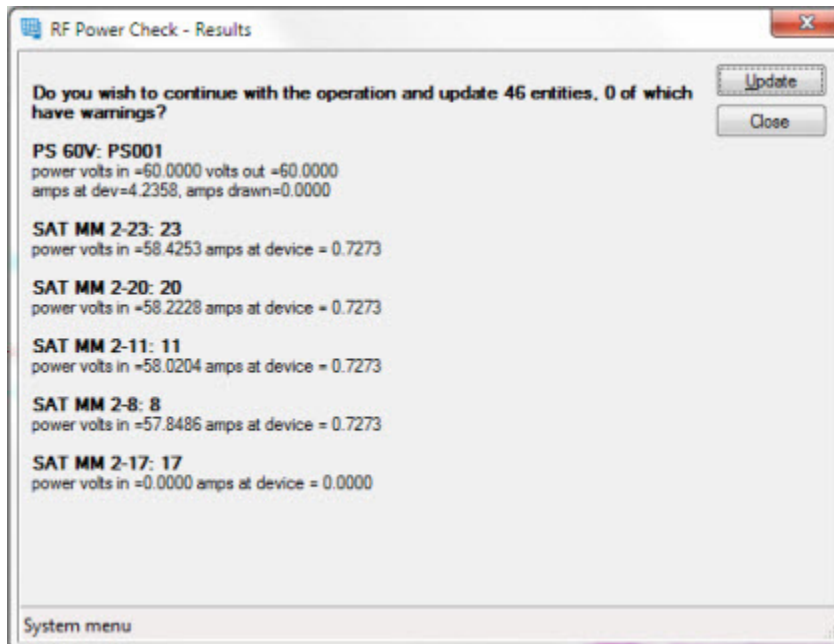 RF Power Check - Results
Do you wish to continue with the operation and update 46 entities, 0 of which
have warnings?
Update
Close
PS 60V: PS001
power volts in =60.0000 volts out =60.0000
amps at dev=4.2358, amps drawn=0.0000
SAT MM 2-23: 23
power volts in =58.4253 amps at device = 0.7273
SAT MM 2-20: 20
power volts in =58.2228 amps at device = 0.7273
SAT MM 2-11: 11
power volts in =58.0204 amps at device = 0.7273
SAT MM 2-8: 8
power volts in =57.8486 amps at device = 0.7273
SAT MM 2-17: 17
power volts in =0.0000 amps at device = 0.0000
System menu